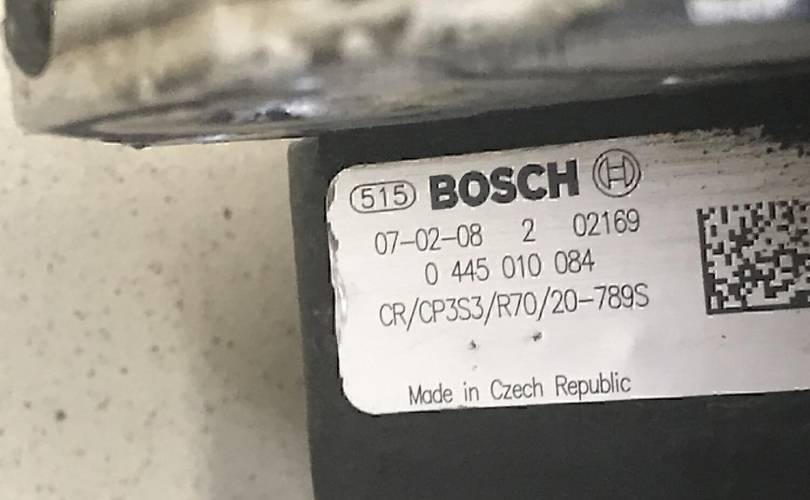 515 BOSCH
07-02-08 2 02169
0 445 010 084
CR/CP3S3/R70/20-789S
Made in Czech Republic